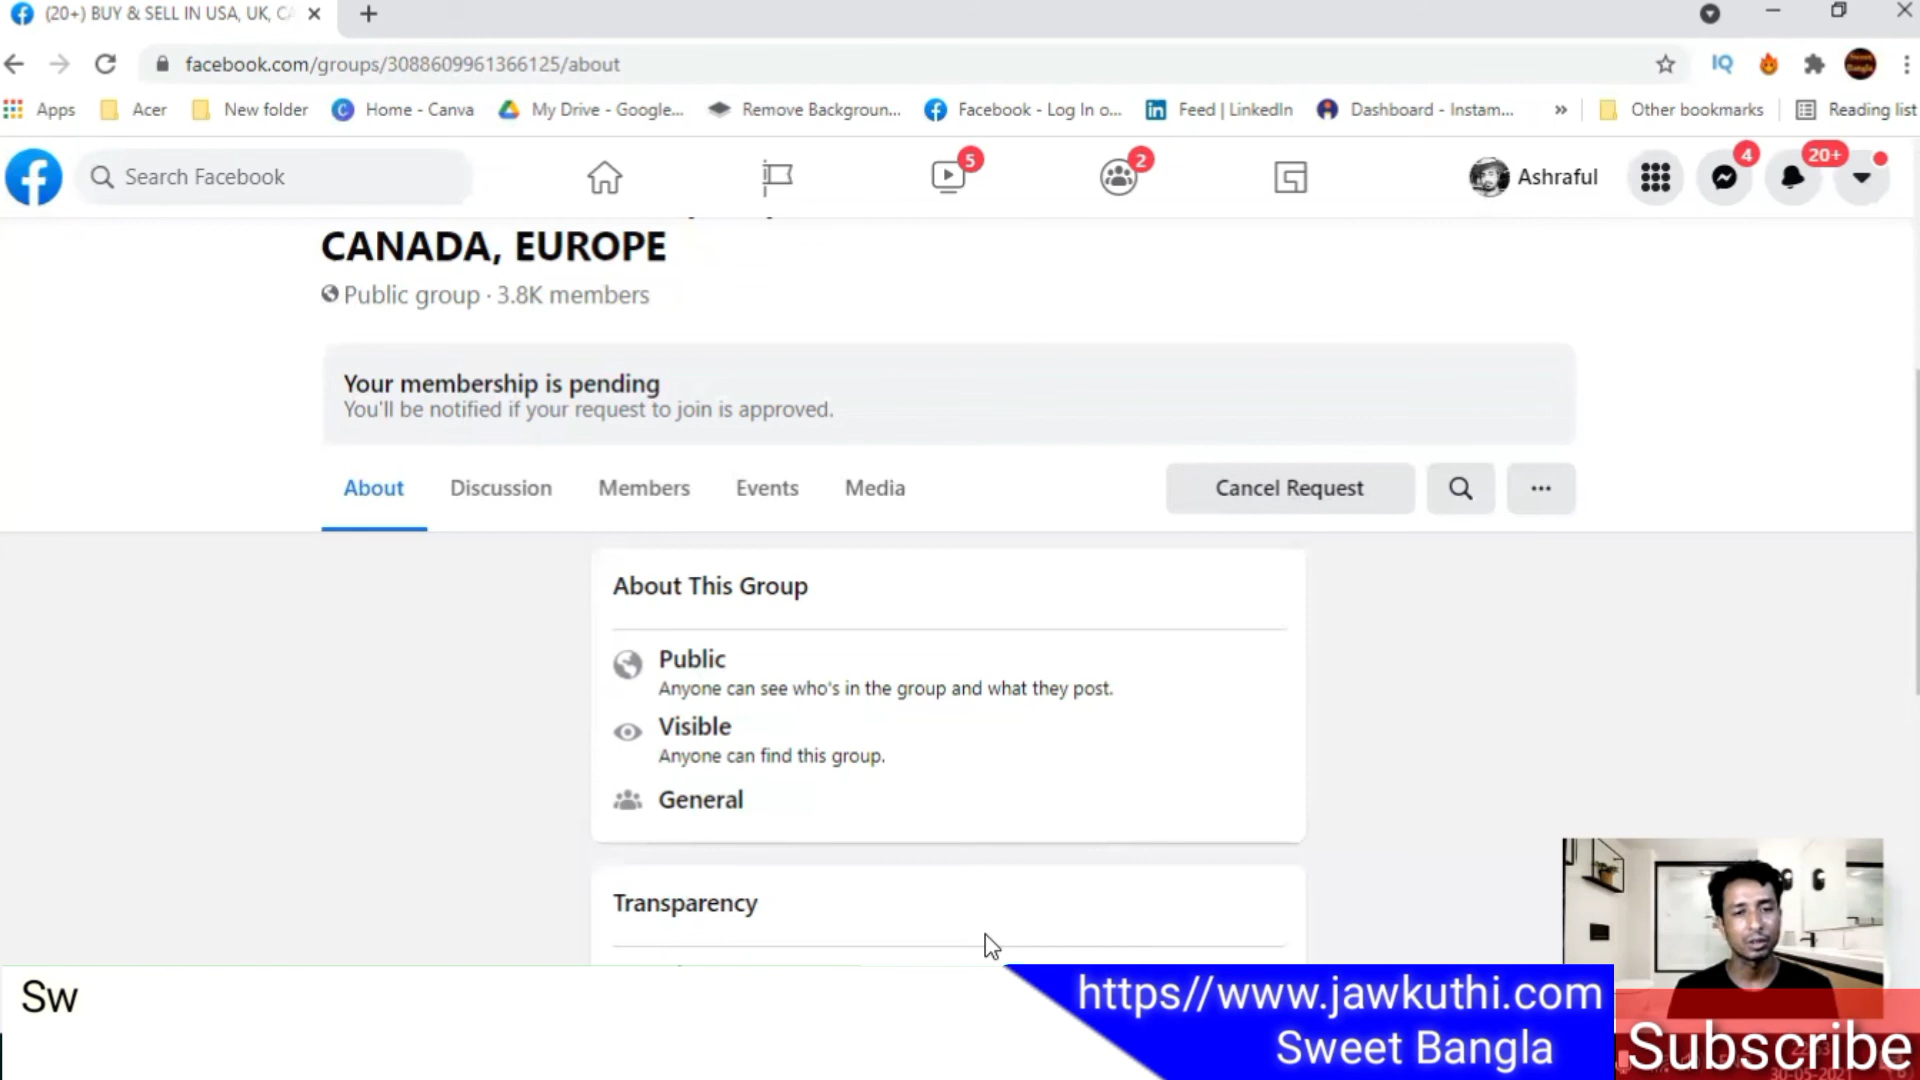 (20+) BUY & SELL IN USA, UK, CA
facebook.com/groups/3088609961366125/about
IQ
Apps
Acer
New folder
Home - Canva
My Drive - Google...
Remove Backgroun...
Facebook - Log In o...
Feed | LinkedIn
Dashboard - Instam...
»
Other bookmarks
Reading list
Search Facebook
5
2
Ashraful
4
20+
CANADA, EUROPE
Public group · 3.8K members
Your membership is pending
You'll be notified if your request to join is approved.
About
Discussion
Members
Events
Media
Cancel Request
...
About This Group
Public
Anyone can see who's in the group and what they post.
Visible
Anyone can find this group.
General
Transparency
Sw
https//www.jawkuthi.com
Sweet Bangla
Subscribe